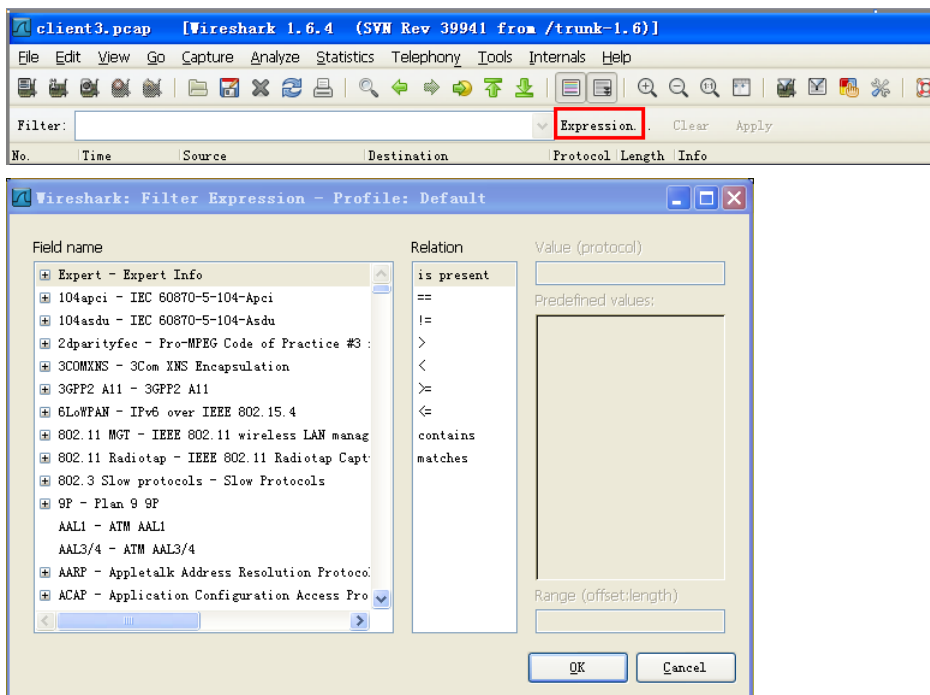 client3.pcap [Wireshark 1.6.4 (SVN Rev 39941 from /trunk-1.6)]
File Edit View Go Capture Analyze Statistics Telephony Tools Internals Help
Filter: Expression... Clear Apply
No. Time Source Destination Protocol Length Info
Wireshark: Filter Expression - Profile: Default
Field name
Expert - Expert Info
104apci - IEC 60870-5-104-Apci
104asdu - IEC 60870-5-104-Asdu
2dparityfec - Pro-MPEG Code of Practice #3 :
3COMXNS - 3Com XNS Encapsulation
3GPP2 A11 - 3GPP2 A11
6LoWPAN - IPv6 over IEEE 802.15.4
802.11 MGT - IEEE 802.11 wireless LAN manag
802.11 Radiotap - IEEE 802.11 Radiotap Capt
802.3 Slow protocols - Slow Protocols
9P - Plan 9 9P
AAL1 - ATM AAL1
AAL3/4 - ATM AAL3/4
AARP - Appletalk Address Resolution Protoco
ACAP - Application Configuration Access Pro
Relation
is present
==
!=
>
<
>=
<=
contains
matches
Value (protocol)
Predefined values:
Range (offset:length)
OK Cancel